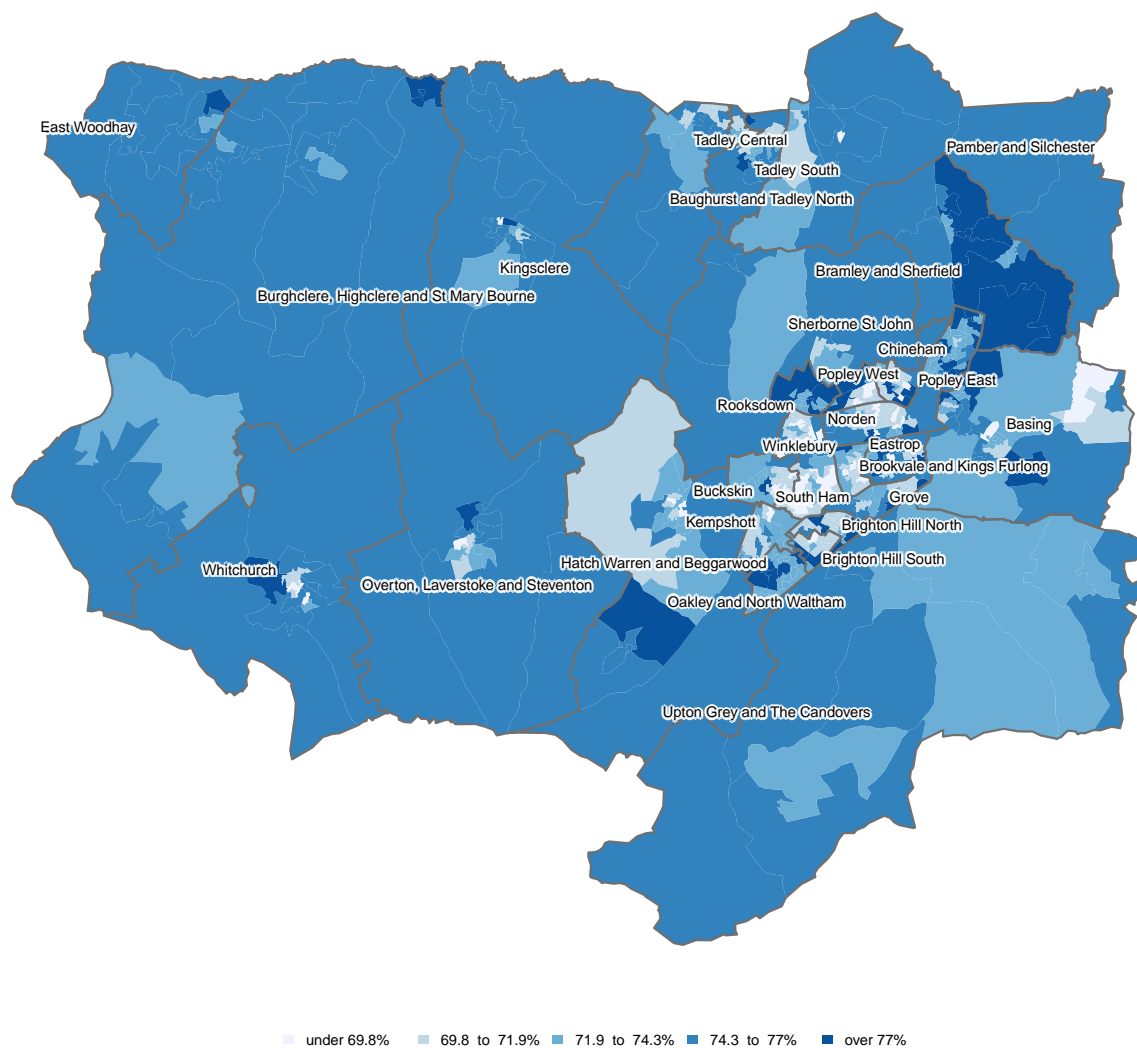 East Woodhay
Tadley Central
Pamber and Silchester
Tadley South
Baughurst and Tadley North
Kingsclere
Bramley and Sherfield
Burghclere, Highclere and St Mary Bourne
Sherborne St John
Chineham
Popley West
Popley East
Rooksdown
Norden
Basing
Winklebury
Eastrop
Brookvale and Kings Furlong
Buckskin
South Ham
Grove
Kempshott
Brighton Hill North
Hatch Warren and Beggarwood
Brighton Hill South
Whitchurch
Overton, Laverstoke and Steventon
Oakley and North Waltham
Upton Grey and The Candovers
under 69.8% 69.8 to 71.9% 71.9 to 74.3% 74.3 to 77% over 77%